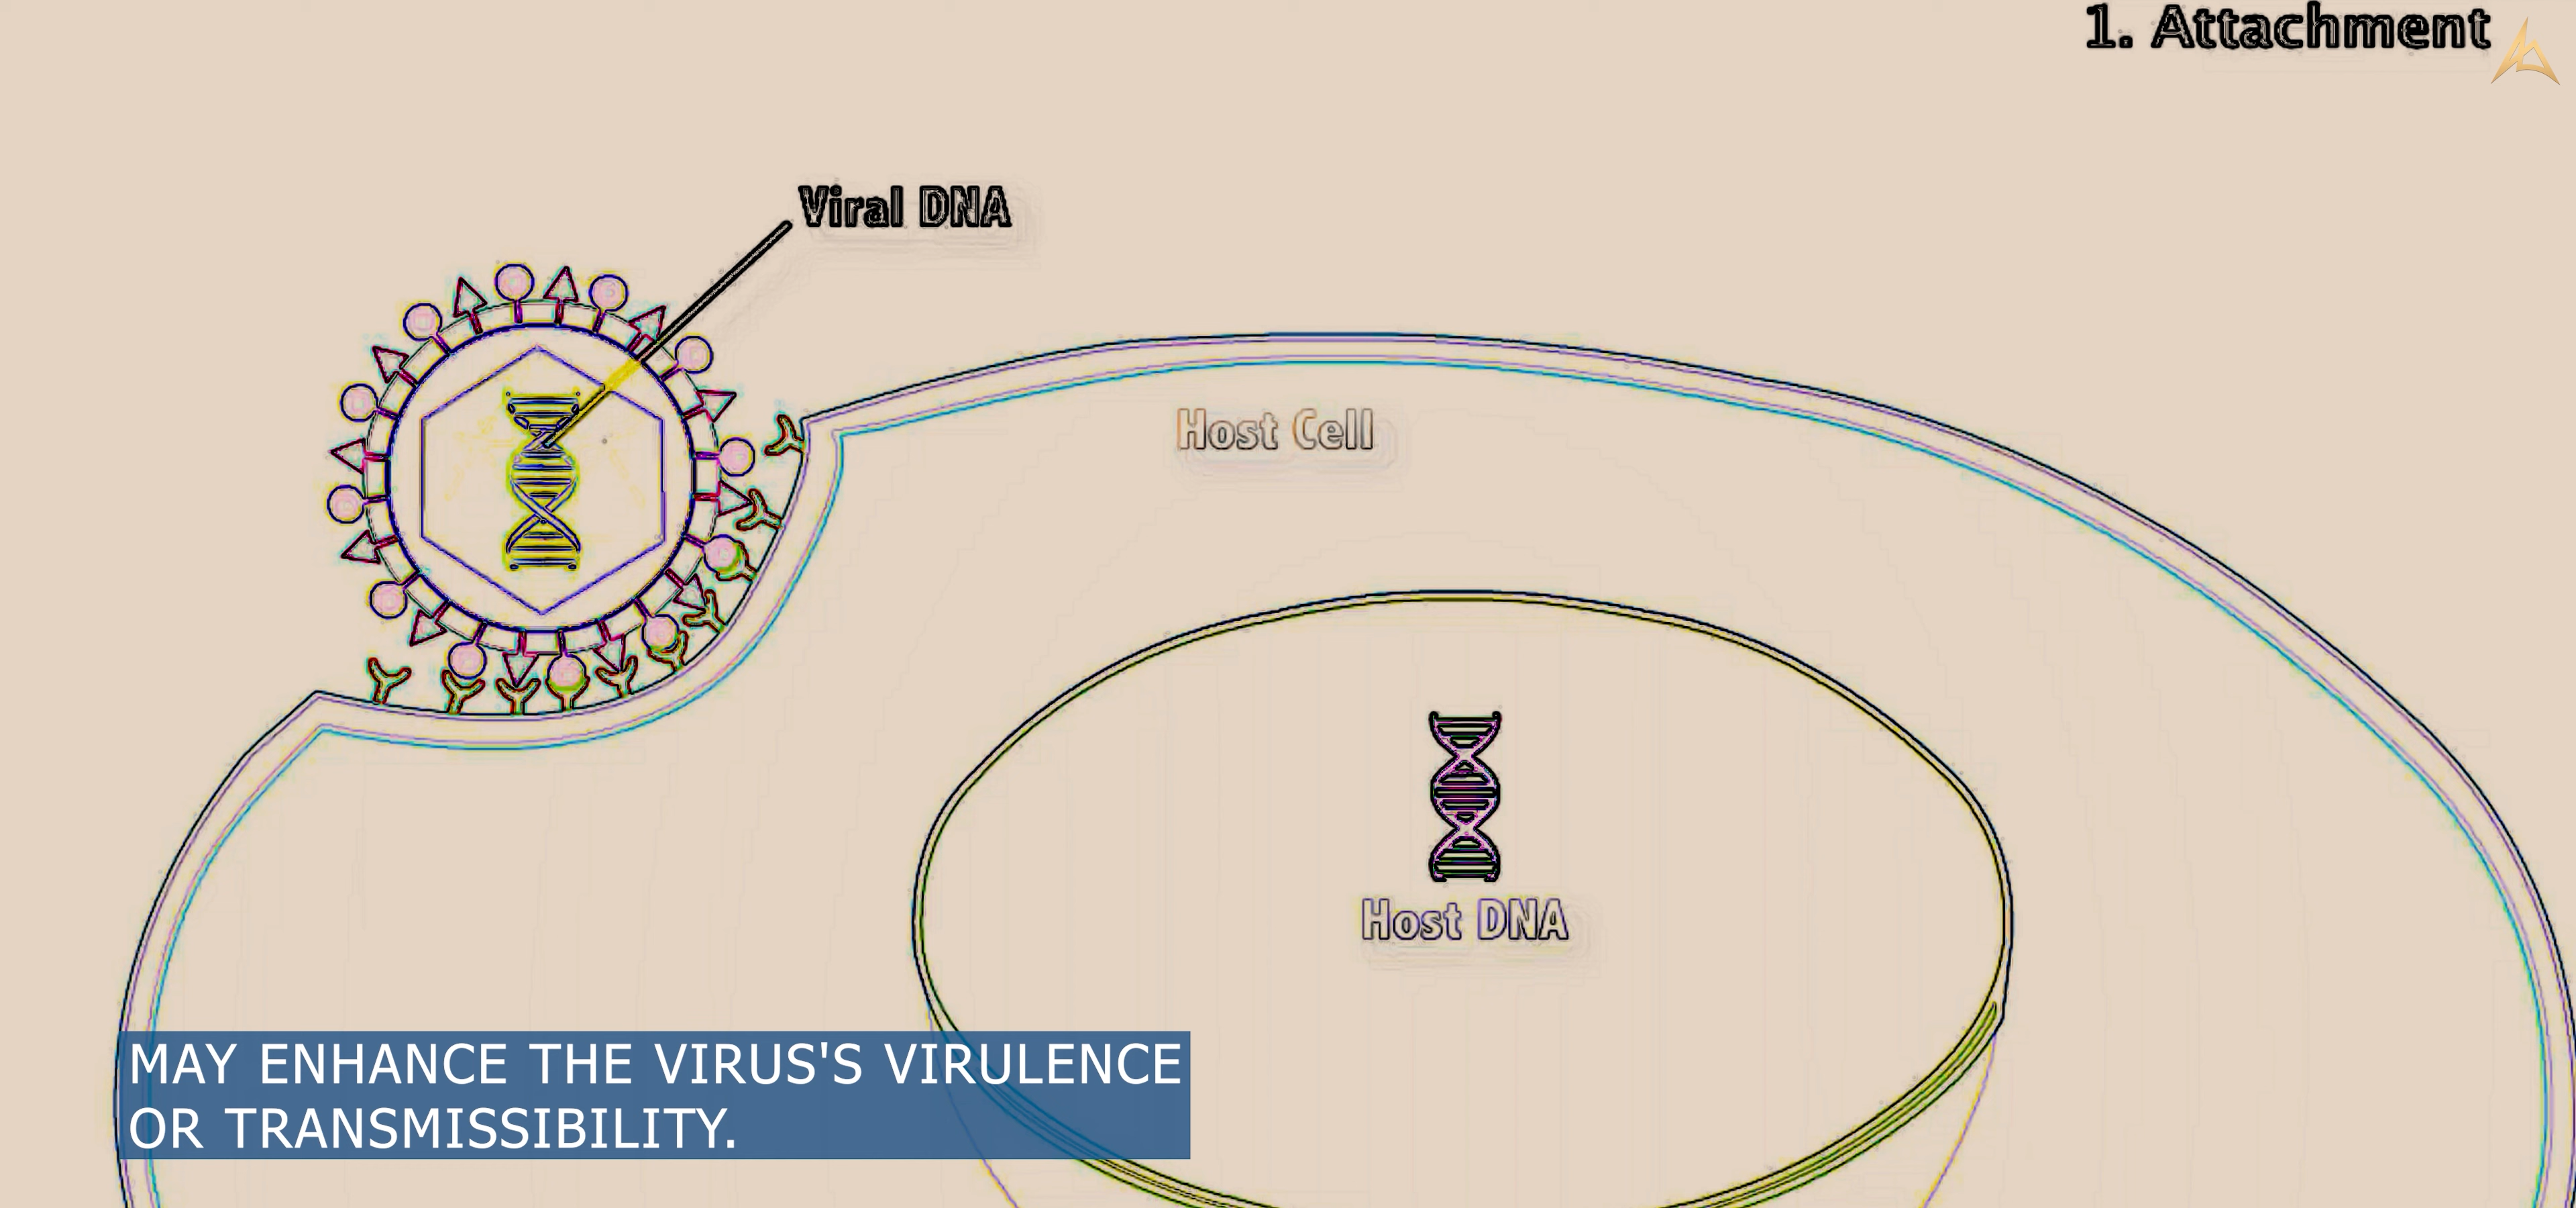 1. Attachment
Viral DNA
Host Cell
Host DNA
MAY ENHANCE THE VIRUS'S VIRULENCE
OR TRANSMISSIBILITY.